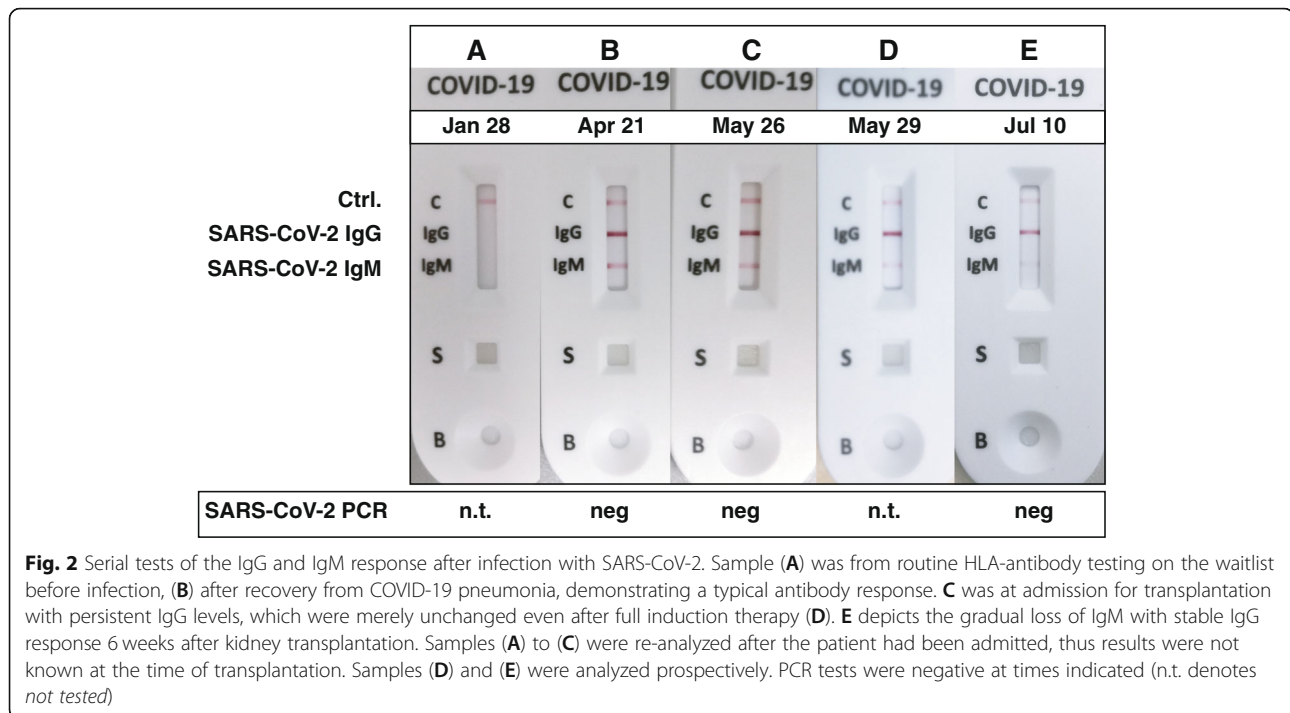 A B C D E
COVID-19 COVID-19 COVID-19 COVID-19 COVID-19
Jan 28 Apr 21 May 26 May 29 Jul 10
Ctrl. C C C C C
SARS-CoV-2 IgG IgG IgG IgG IgG IgG
SARS-CoV-2 IgM IgM IgM IgM IgM IgM
S S S S S
B B B B B
SARS-CoV-2 PCR n.t. neg neg n.t. neg
Fig. 2 Serial tests of the IgG and IgM response after infection with SARS-CoV-2. Sample (A) was from routine HLA-antibody testing on the waitlist
before infection, (B) after recovery from COVID-19 pneumonia, demonstrating a typical antibody response. C was at admission for transplantation
with persistent IgG levels, which were merely unchanged even after full induction therapy (D). E depicts the gradual loss of IgM with stable IgG
response 6 weeks after kidney transplantation. Samples (A) to (C) were re-analyzed after the patient had been admitted, thus results were not
known at the time of transplantation. Samples (D) and (E) were analyzed prospectively. PCR tests were negative at times indicated (n.t. denotes
not tested)